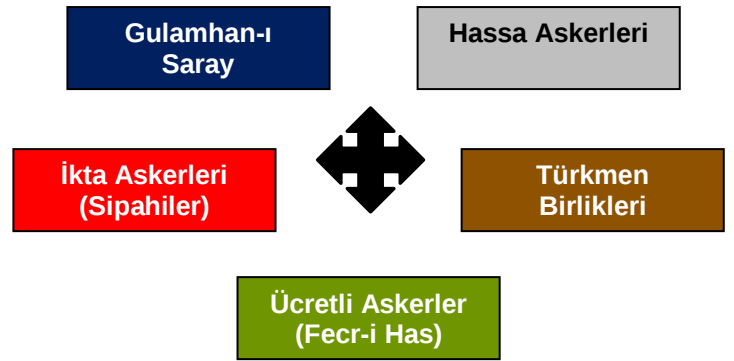 Gulamhan-ı
Saray
Hassa Askerleri
İkta Askerleri
(Sipahiler)
Türkmen
Birlikleri
Ücretli Askerler
(Fecr-i Has)